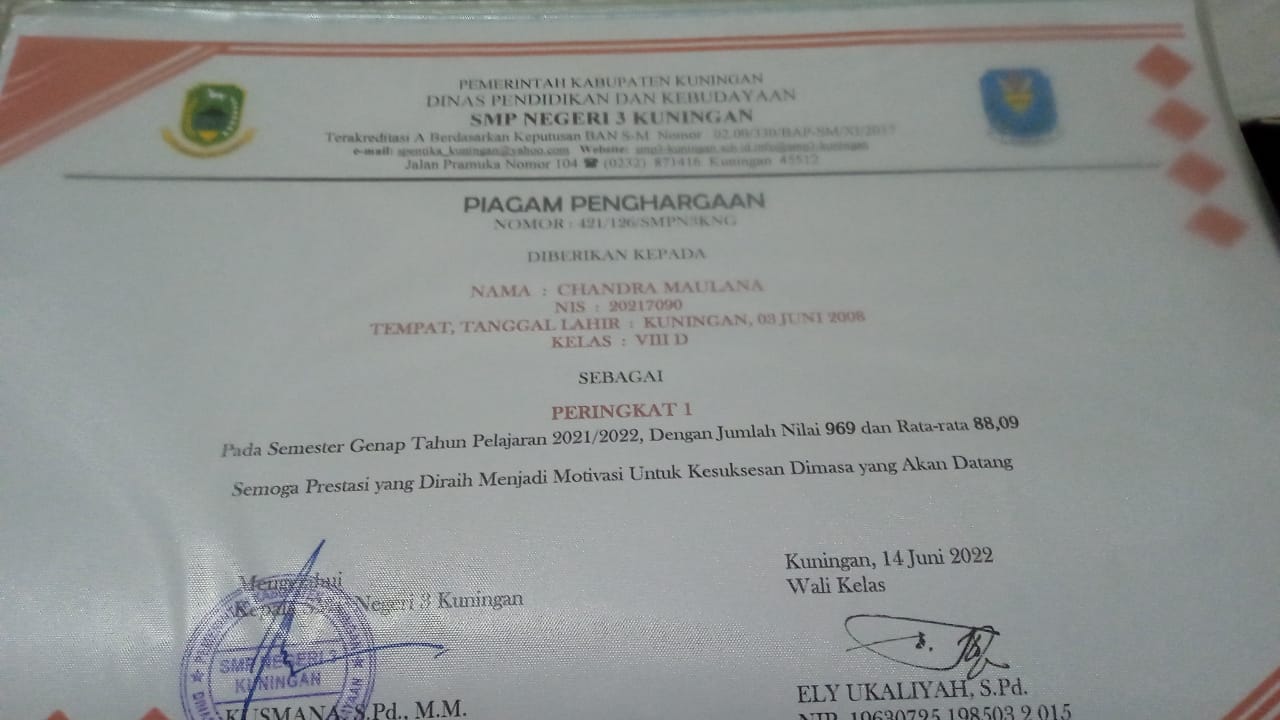 PEMERINTAH KABUPATEN KUNINGAN
DINAS PENDIDIKAN DAN KEBUDAYAAN
SMP NEGERI 3 KUNINGAN
Terakreditasi A Berdasarkan Keputusan BAN S-M Nomor : 02.00/330/BAP-SM/XI/2017
e-mail: spentika_kuningan@yahoo.com Website:
Jalan Pramuka Nomor 104 ☎ (0232) 871416 Kuningan 45512
PIAGAM PENGHARGAAN
NOMOR : 421/126/SMPN3KNG
DIBERIKAN KEPADA
NAMA : CHANDRA MAULANA
NIS : 20217090
TEMPAT, TANGGAL LAHIR : KUNINGAN, 03 JUNI 2008
KELAS : VIII D
SEBAGAI
PERINGKAT 1
Pada Semester Genap Tahun Pelajaran 2021/2022, Dengan Jumlah Nilai 969 dan Rata-rata 88,09
Semoga Prestasi yang Diraih Menjadi Motivasi Untuk Kesuksesan Dimasa yang Akan Datang
Kuningan, 14 Juni 2022
Wali Kelas
Mengetahui
Kepala Negeri 3 Kuningan
SMP NEGERI 3
KUNINGAN
KUSMANA, S.Pd., M.M.
ELY UKALIYAH, S.Pd.
NIP. 19630725 198503 2 015